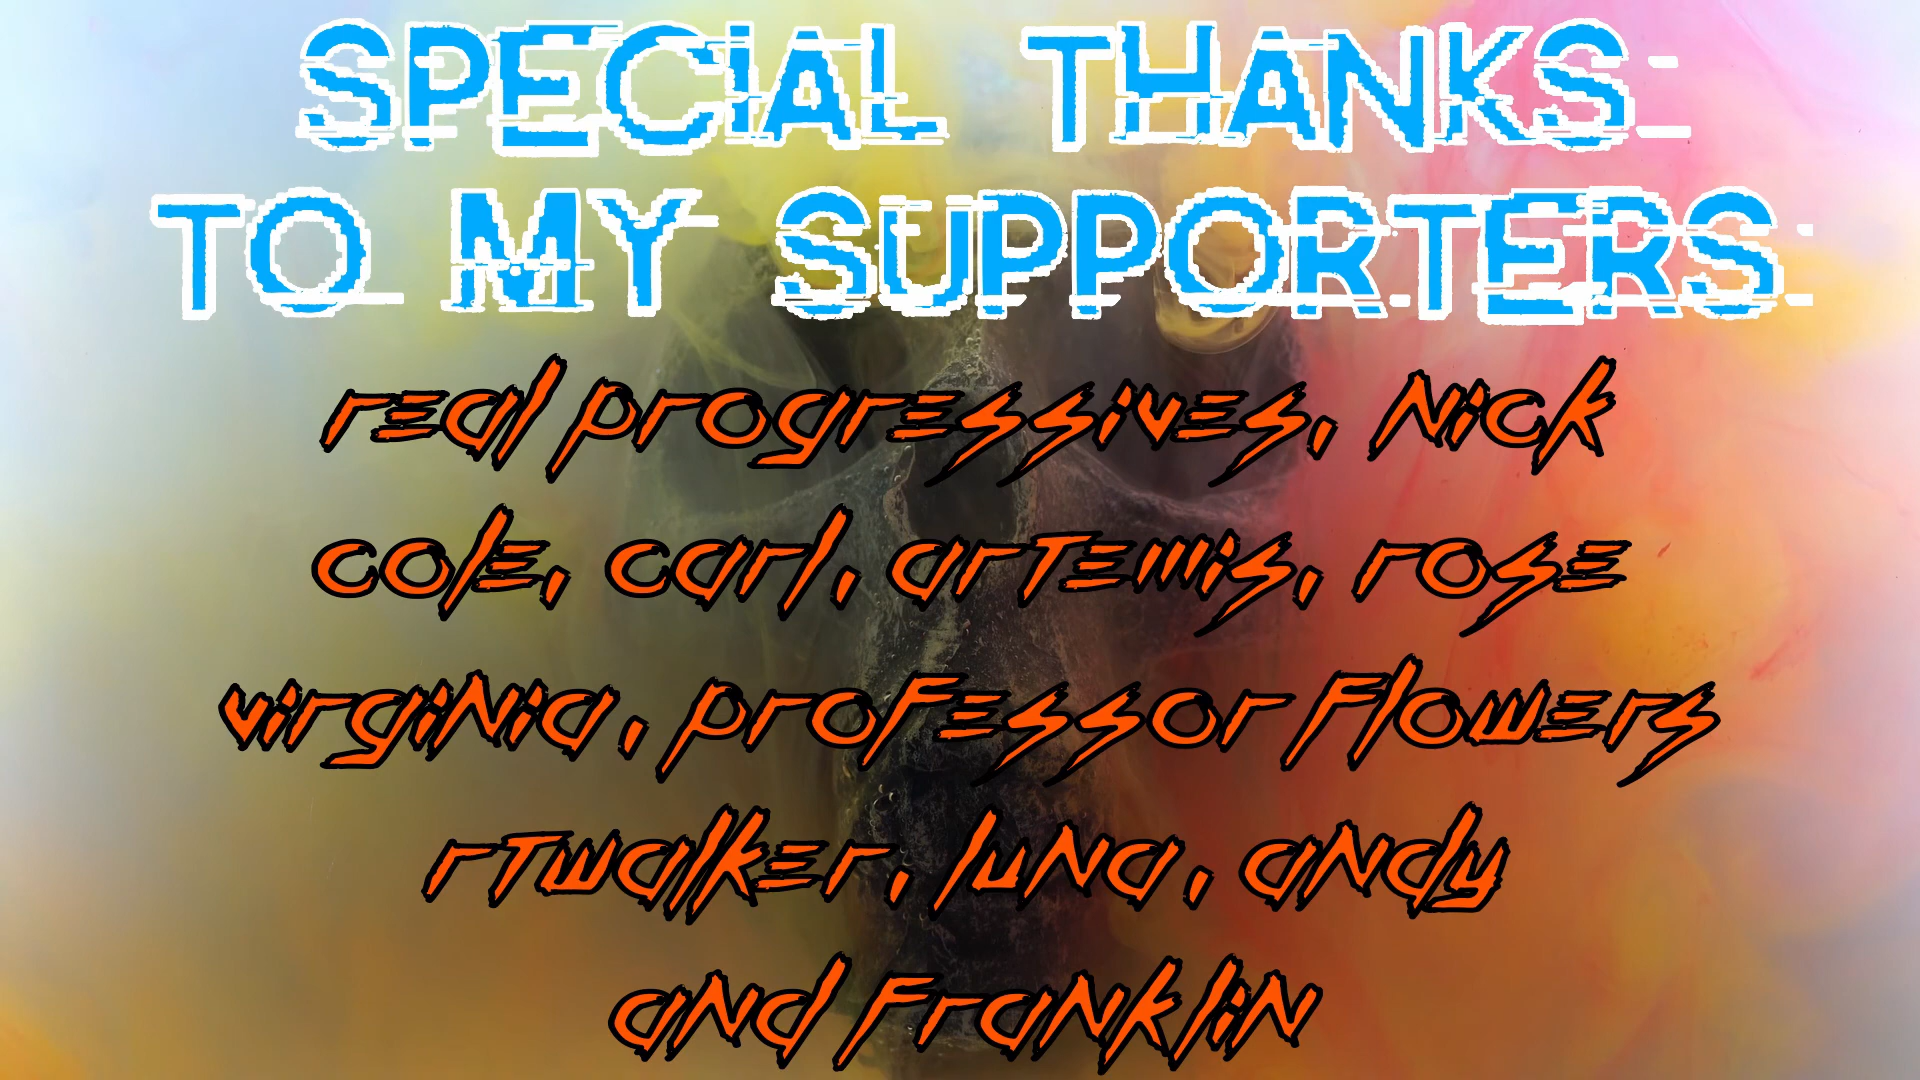 SPECIAL THANKS
TO MY SUPPORTERS
real progressives, Nick
cole, carl, artemis, rose
virginia, professor flowers
rtwalker, luna, andy
and franklin